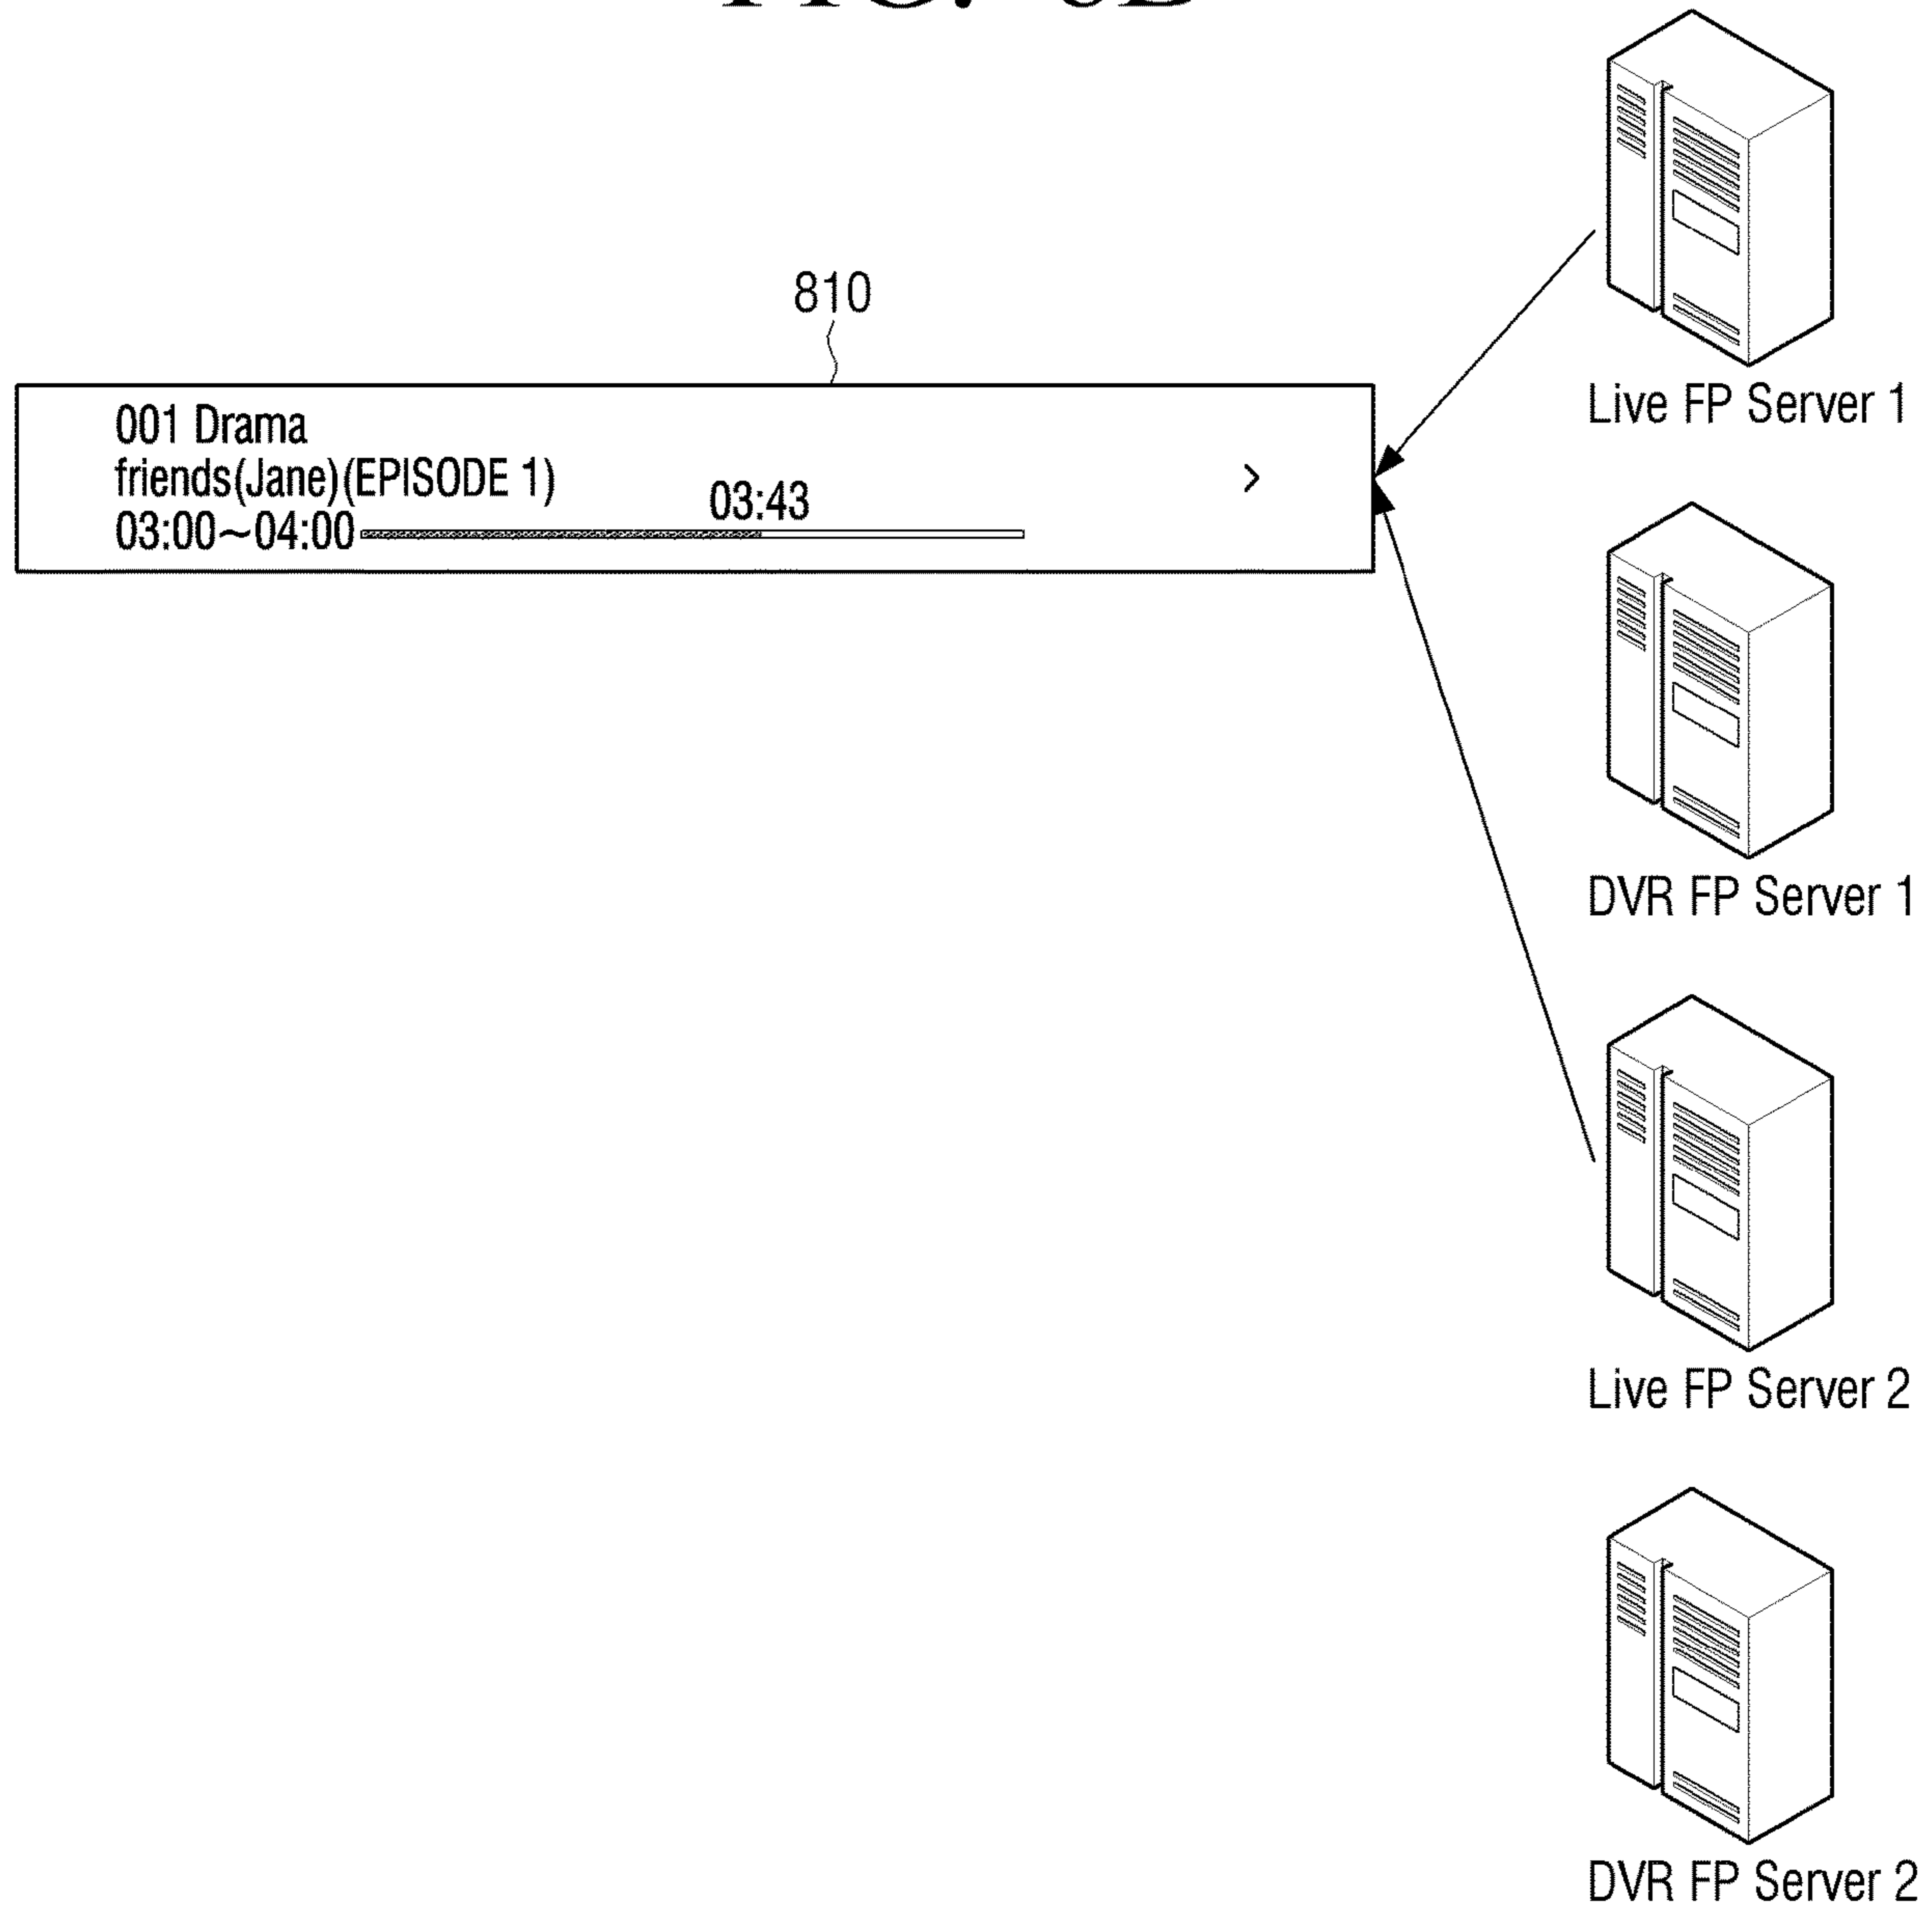 FIG.
810
001 Drama
friends(Jane)(EPISODE 1)
03:43
03:00~04:00
>
Live FP Server 1
DVR FP Server 1
Live FP Server 2
DVR FP Server 2